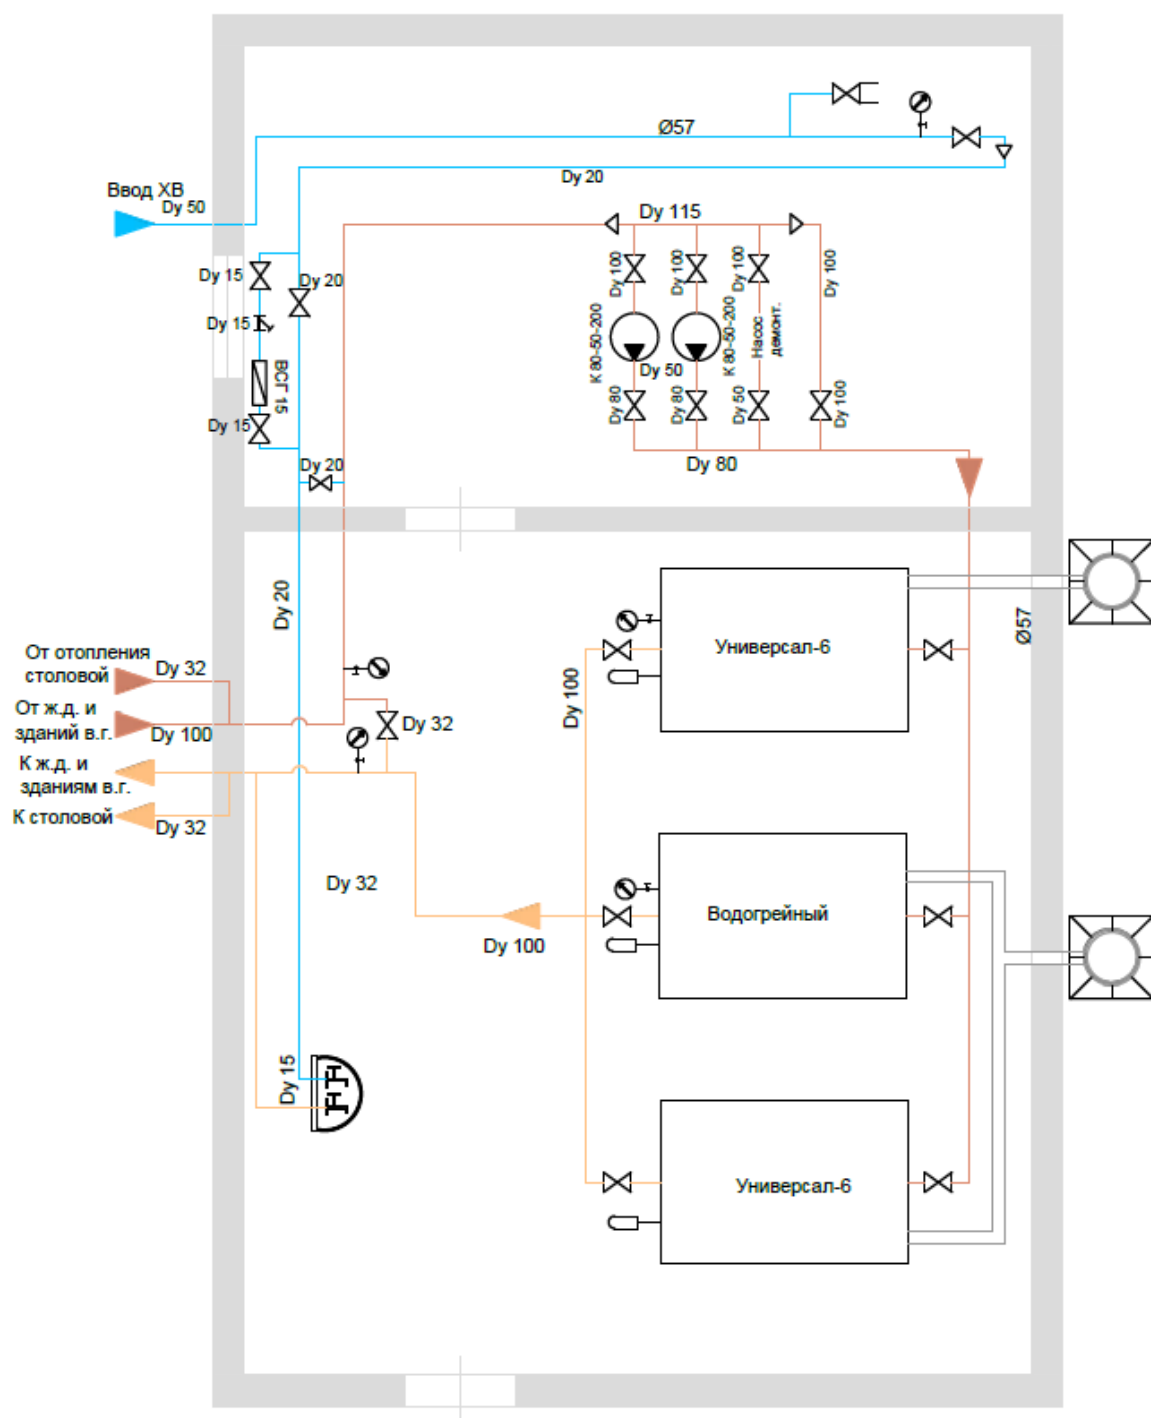 Ø57
Dy 20
Ввод ХВ
Dy 50
Dy 115
Dy 15
Dy 20
Dy 100
Dy 100
Dy 100
Dy 100
Dy 15
К 80-50-200
К 80-50-200
Насос
демонт.
Dy 50
ВСГ 15
Dy 15
Dy 80
Dy 80
Dy 50
Dy 100
Dy 20
Dy 80
Dy 20
Ø57
Универсал-6
От отопления
столовой
Dy 32
Dy 100
От ж.д. и
зданий в.г.
Dy 100
Dy 32
К ж.д. и
зданиям в.г.
К столовой
Dy 32
Dy 32
Водогрейный
Dy 100
Dy 15
Универсал-6